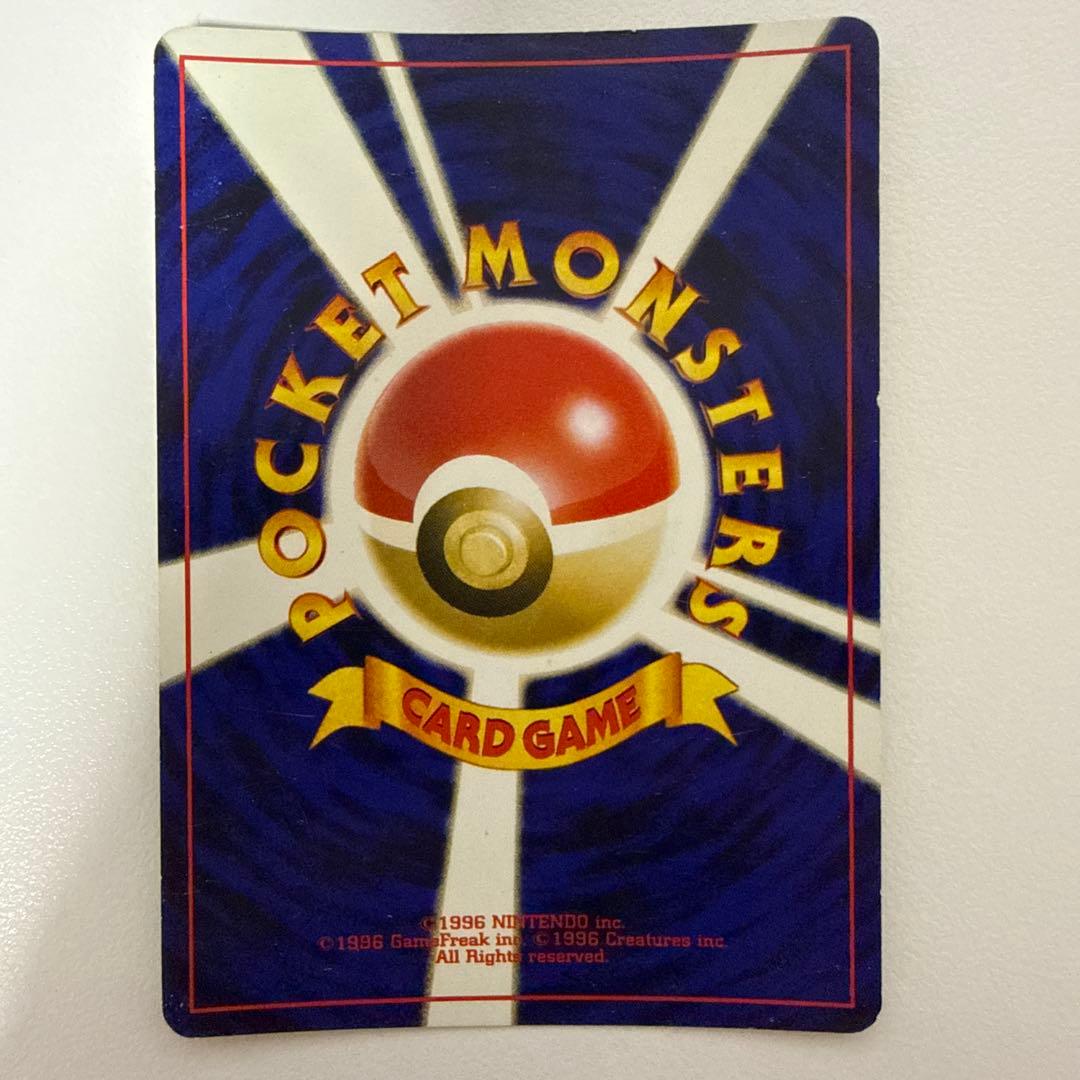 POCKET MONSTERS
CARD GAME
©1996 NINTENDO inc.
©1996 GameFreak inc. ©1996 Creatures inc.
All Rights reserved.